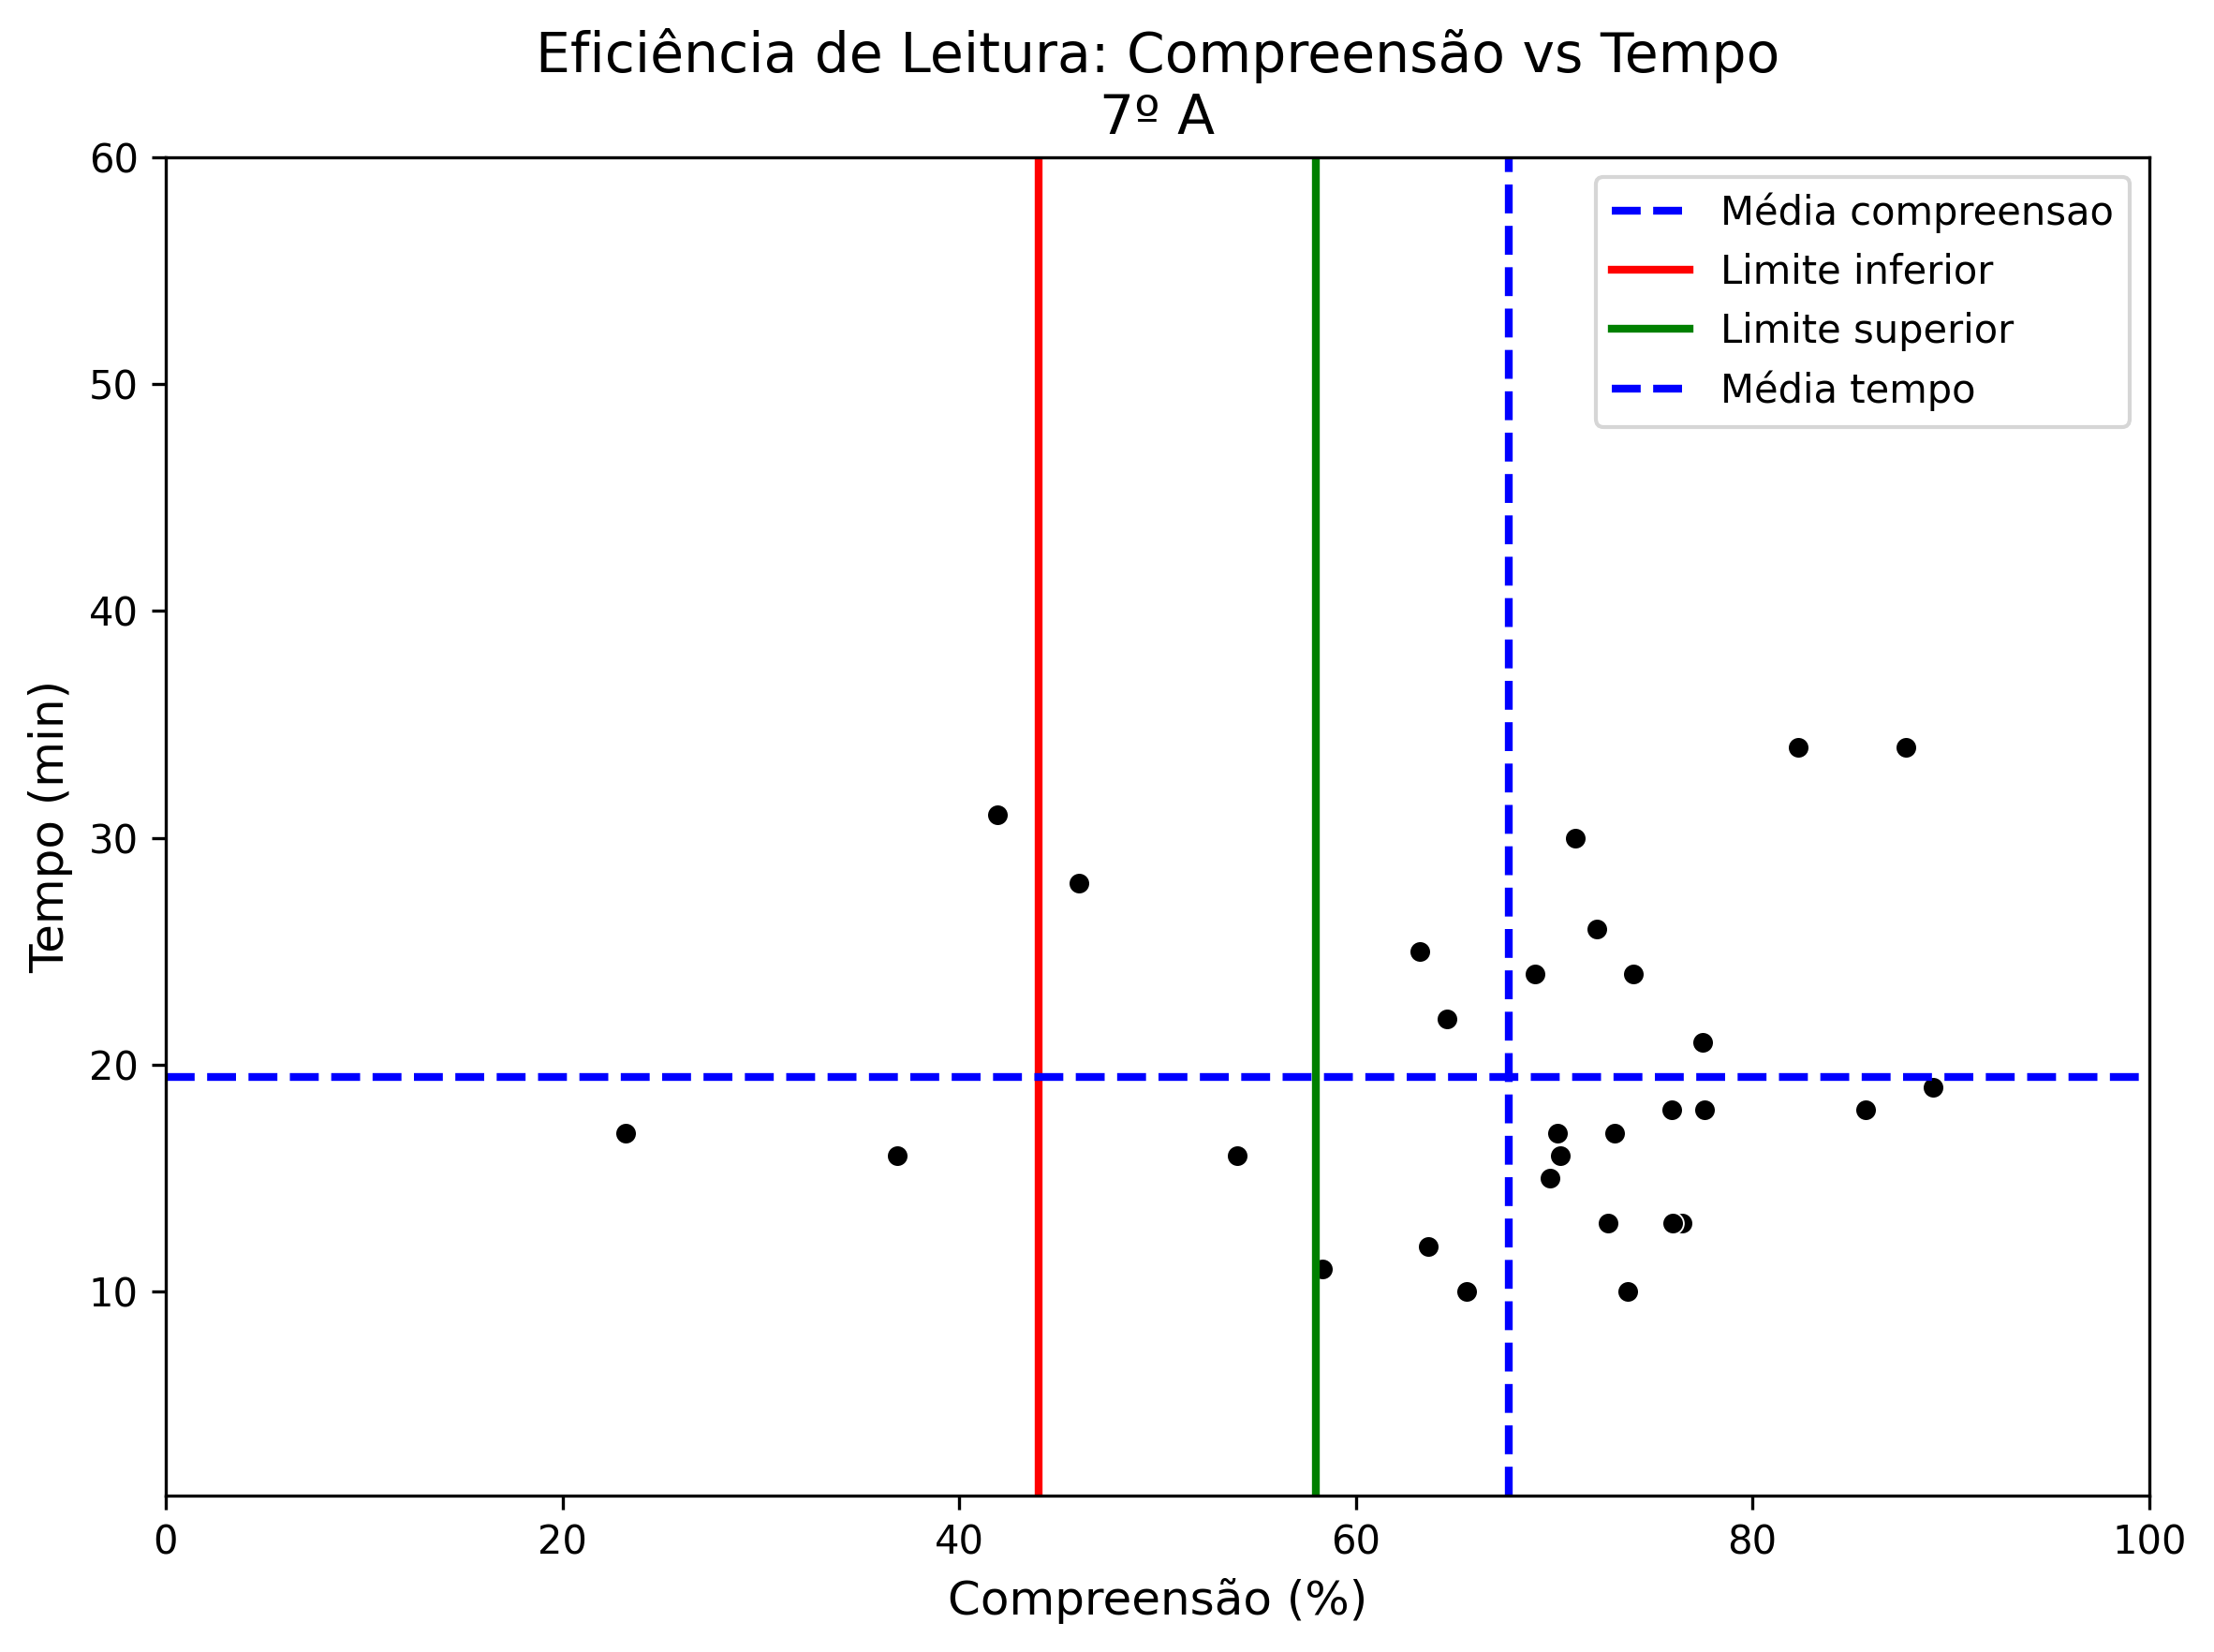 Eficiência de Leitura: Compreensão vs Tempo
7º A
Média compreensao
Limite inferior
Limite superior
Média tempo
Tempo (min)
60
50
40
30
20
10
0 20 40 60 80 100
Compreensão (%)